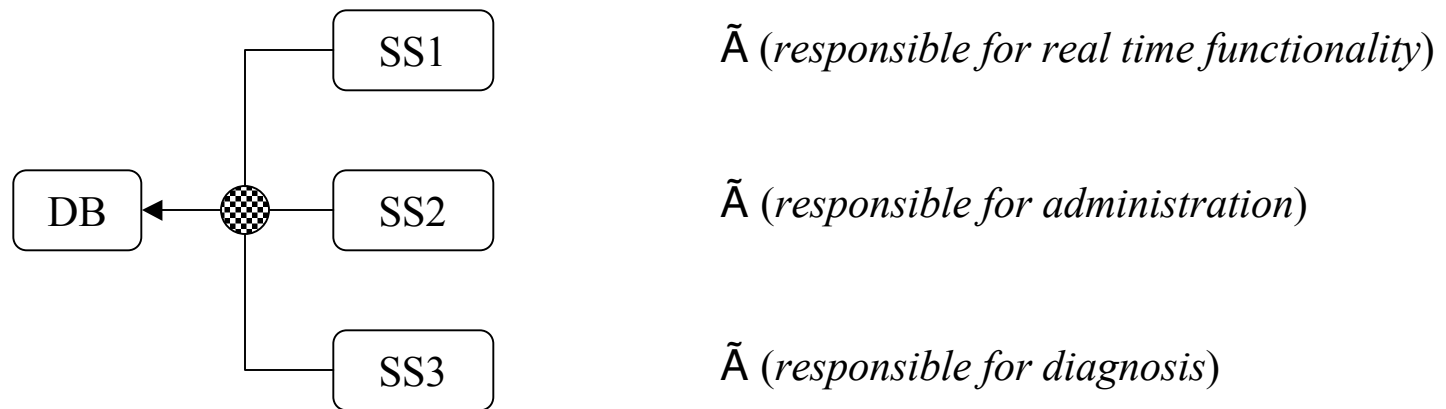 SS1 Ã (responsible for real time functionality)
DB SS2 Ã (responsible for administration)
SS3 Ã (responsible for diagnosis)